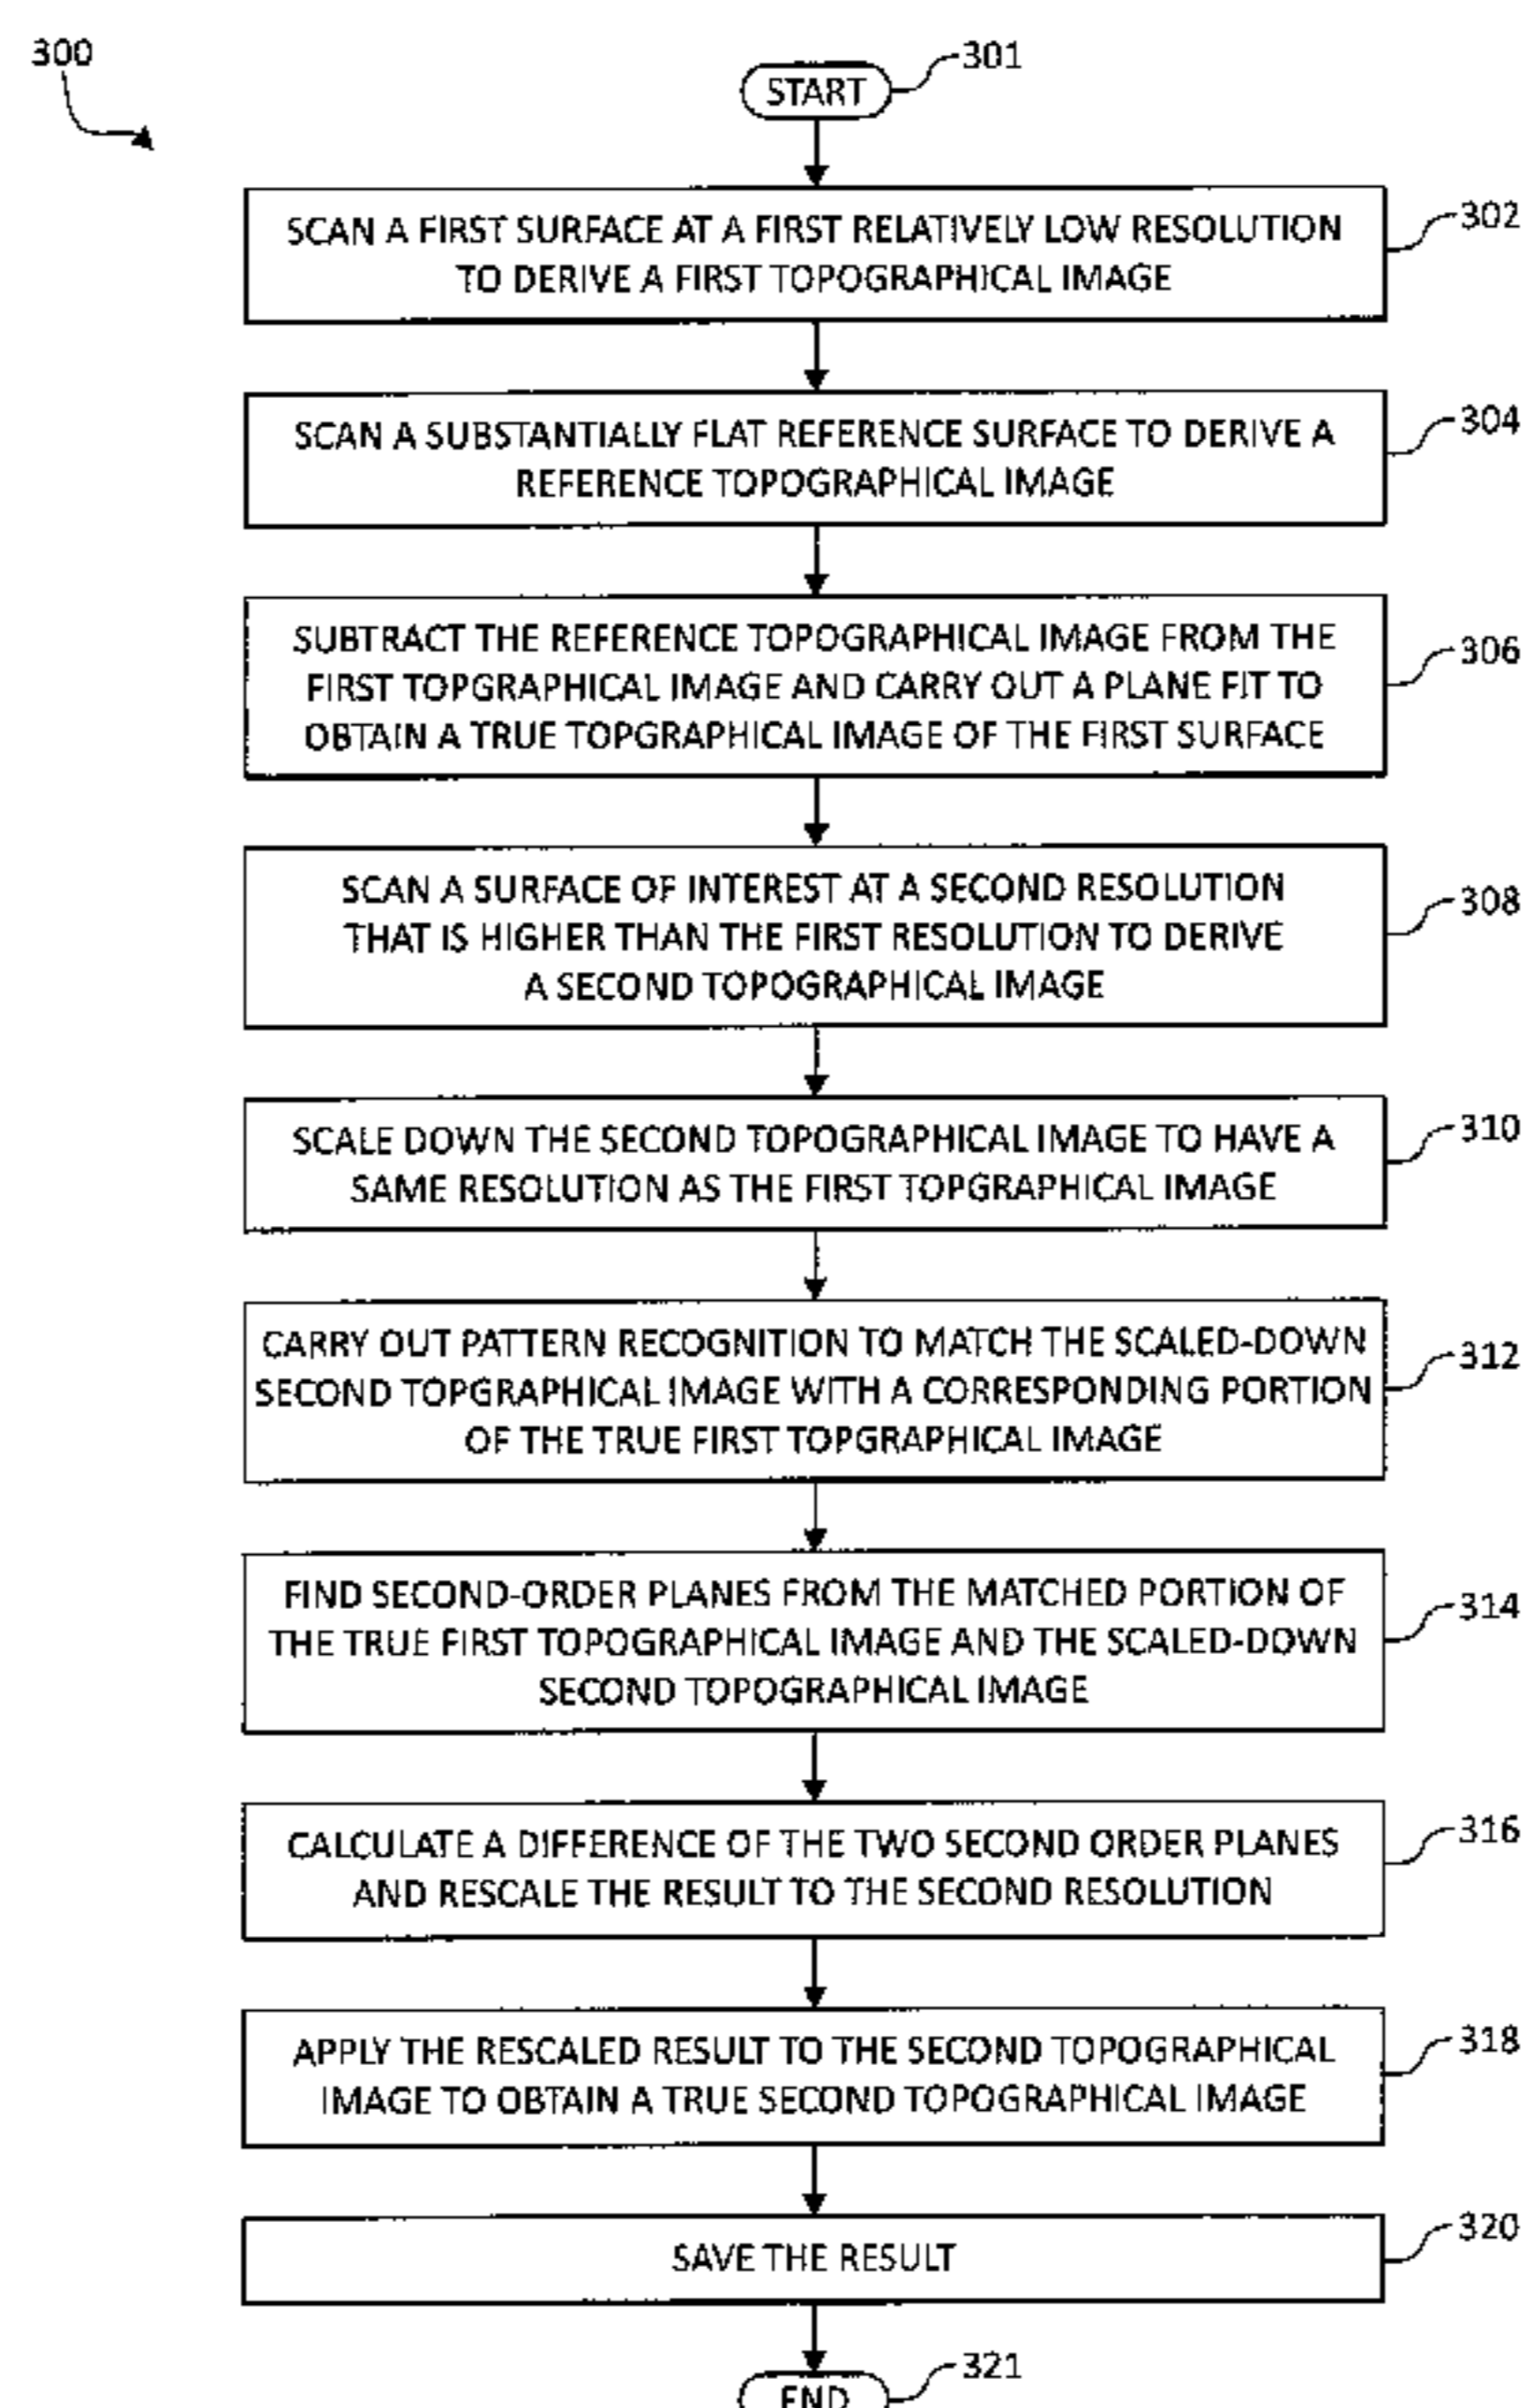 300
START
301
SCAN A FIRST SURFACE AT A FIRST RELATIVELY LOW RESOLUTION
TO DERIVE A FIRST TOPOGRAPHICAL IMAGE
302
SCAN A SUBSTANTIALLY FLAT REFERENCE SURFACE TO DERIVE A
REFERENCE TOPOGRAPHICAL IMAGE
304
SUBTRACT THE REFERENCE TOPOGRAPHICAL IMAGE FROM THE
FIRST TOPGRAPHICAL IMAGE AND CARRY OUT A PLANE FIT TO
OBTAIN A TRUE TOPGRAPHICAL IMAGE OF THE FIRST SURFACE
306
SCAN A SURFACE OF INTEREST AT A SECOND RESOLUTION
THAT IS HIGHER THAN THE FIRST RESOLUTION TO DERIVE
A SECOND TOPOGRAPHICAL IMAGE
308
SCALE DOWN THE SECOND TOPOGRAPHICAL IMAGE TO HAVE A
SAME RESOLUTION AS THE FIRST TOPGRAPHICAL IMAGE
310
CARRY OUT PATTERN RECOGNITION TO MATCH THE SCALED-DOWN
SECOND TOPGRAPHICAL IMAGE WITH A CORRESPONDING PORTION
OF THE TRUE FIRST TOPGRAPHICAL IMAGE
312
FIND SECOND-ORDER PLANES FROM THE MATCHED PORTION OF
THE TRUE FIRST TOPOGRAPHICAL IMAGE AND THE SCALED-DOWN
SECOND TOPOGRAPHICAL IMAGE
314
CALCULATE A DIFFERENCE OF THE TWO SECOND ORDER PLANES
AND RESCALE THE RESULT TO THE SECOND RESOLUTION
316
APPLY THE RESCALED RESULT TO THE SECOND TOPOGRAPHICAL
IMAGE TO OBTAIN A TRUE SECOND TOPOGRAPHICAL IMAGE
318
SAVE THE RESULT
320
END
321